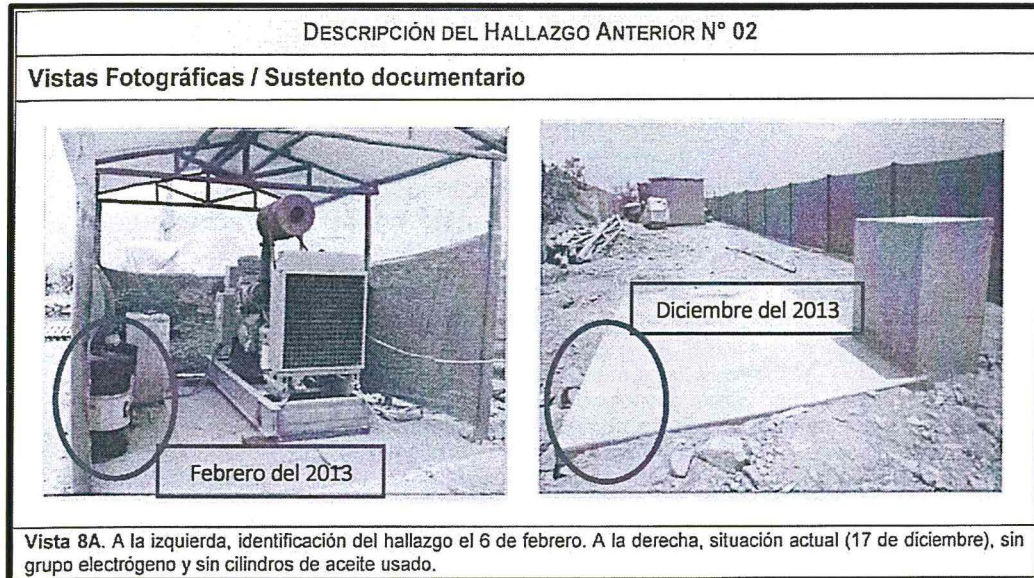 DESCRIPCIÓN DEL HALLAZGO ANTERIOR N° 02
Vistas Fotográficas / Sustento documentario
Febrero del 2013
Diciembre del 2013
Vista 8A. A la izquierda, identificación del hallazgo el 6 de febrero. A la derecha, situación actual (17 de diciembre), sin
grupo electrógeno y sin cilindros de aceite usado.